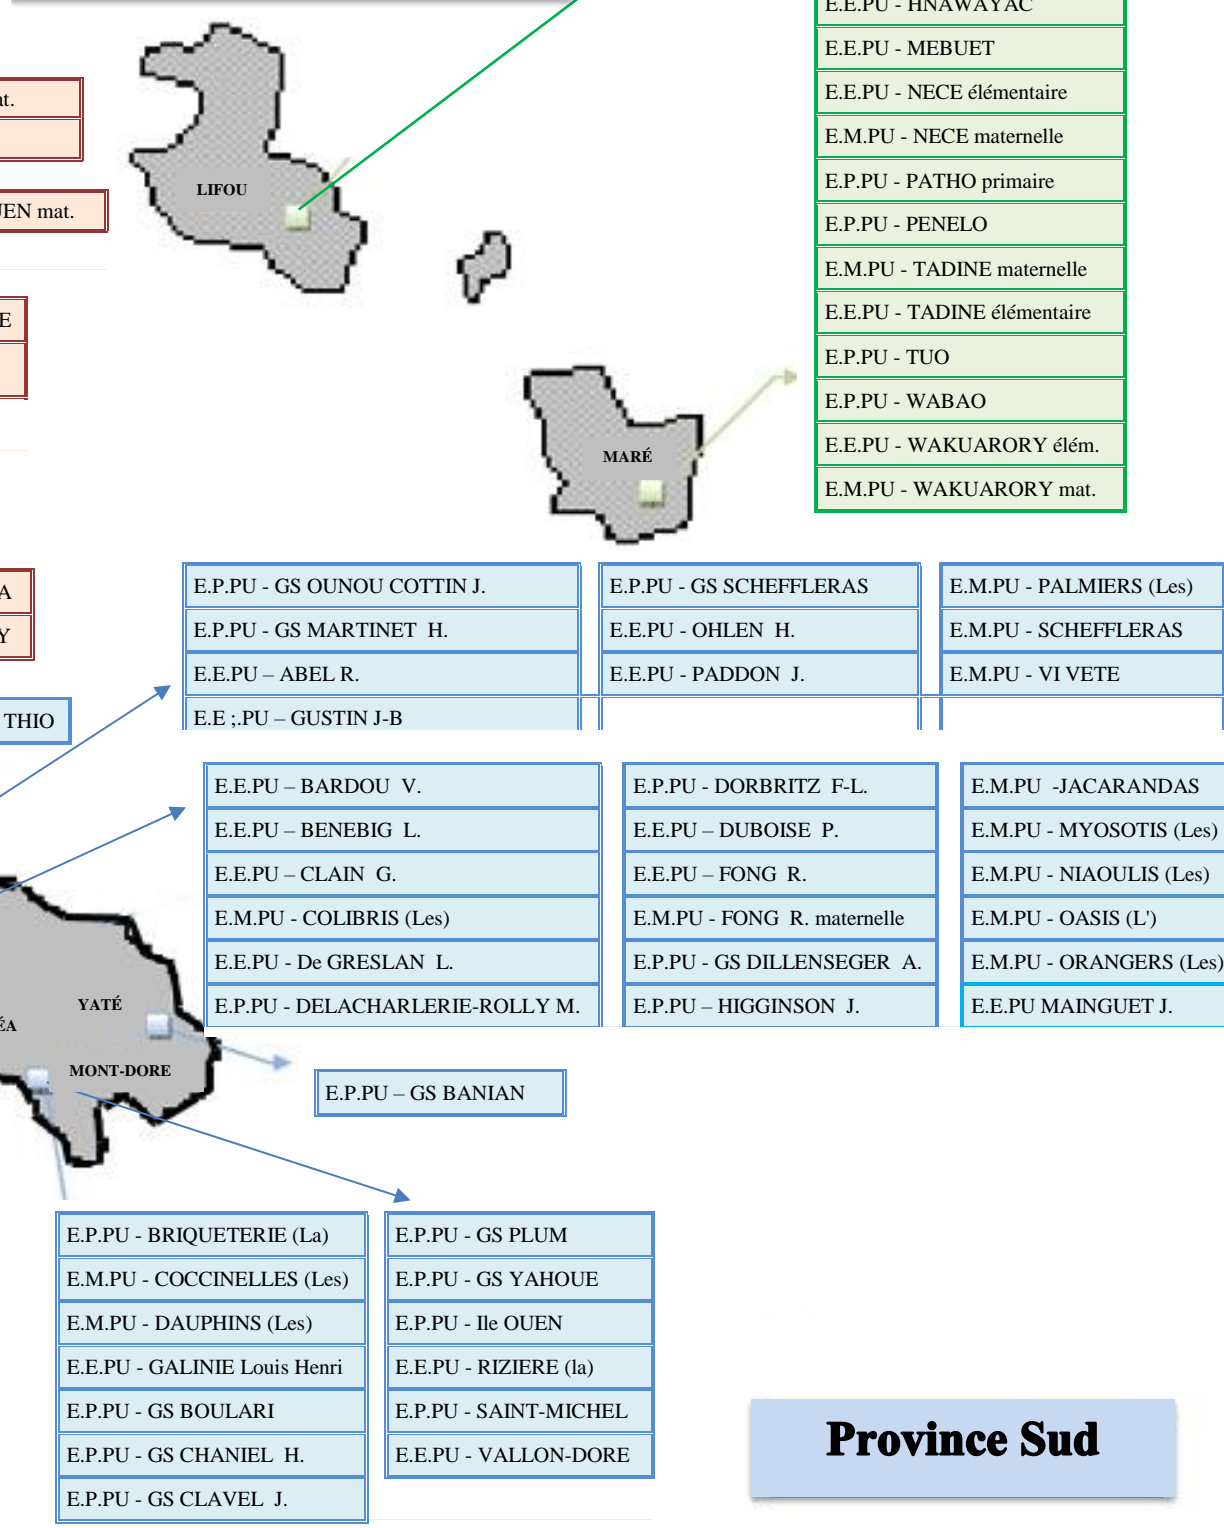 E.E.PU - HNAWAYAC
E.E.PU - MEBUET
E.E.PU - NECE élémentaire
E.M.PU - NECE maternelle
E.P.PU - PATHO primaire
E.P.PU - PENELO
E.M.PU - TADINE maternelle
E.E.PU - TADINE élémentaire
E.P.PU - TUO
E.P.PU - WABAO
E.E.PU - WAKUARORY élém.
E.M.PU - WAKUARORY mat.
mat.
E
A
Y
THIO
LIFOU
MARÉ
E.P.PU - GS OUNOU COTTIN J.
E.P.PU - GS MARTINET H.
E.E.PU – ABEL R.
E.E ;.PU – GUSTIN J-B
E.P.PU - GS SCHEFFLERAS
E.E.PU - OHLEN H.
E.E.PU - PADDON J.
E.M.PU - PALMIERS (Les)
E.M.PU - SCHEFFLERAS
E.M.PU - VI VETE
E.E.PU – BARDOU V.
E.E.PU – BENEBIG L.
E.E.PU – CLAIN G.
E.M.PU - COLIBRIS (Les)
E.E.PU - De GRESLAN L.
E.P.PU - DELACHARLERIE-ROLLY M.
E.P.PU - DORBRITZ F-L.
E.E.PU – DUBOISE P.
E.E.PU – FONG R.
E.M.PU - FONG R. maternelle
E.P.PU - GS DILLENSEGER A.
E.P.PU – HIGGINSON J.
E.M.PU -JACARANDAS
E.M.PU - MYOSOTIS (Les)
E.M.PU - NIAOULIS (Les)
E.M.PU - OASIS (L')
E.M.PU - ORANGERS (Les)
E.E.PU MAINGUET J.
YATÉ
ÉA
MONT-DORE
E.P.PU – GS BANIAN
E.P.PU - BRIQUETERIE (La)
E.M.PU - COCCINELLES (Les)
E.M.PU - DAUPHINS (Les)
E.E.PU - GALINIE Louis Henri
E.P.PU - GS BOULARI
E.P.PU - GS CHANIEL H.
E.P.PU - GS CLAVEL J.
E.P.PU - GS PLUM
E.P.PU - GS YAHOUE
E.P.PU - Ile OUEN
E.E.PU - RIZIERE (la)
E.P.PU - SAINT-MICHEL
E.E.PU - VALLON-DORE
Province Sud